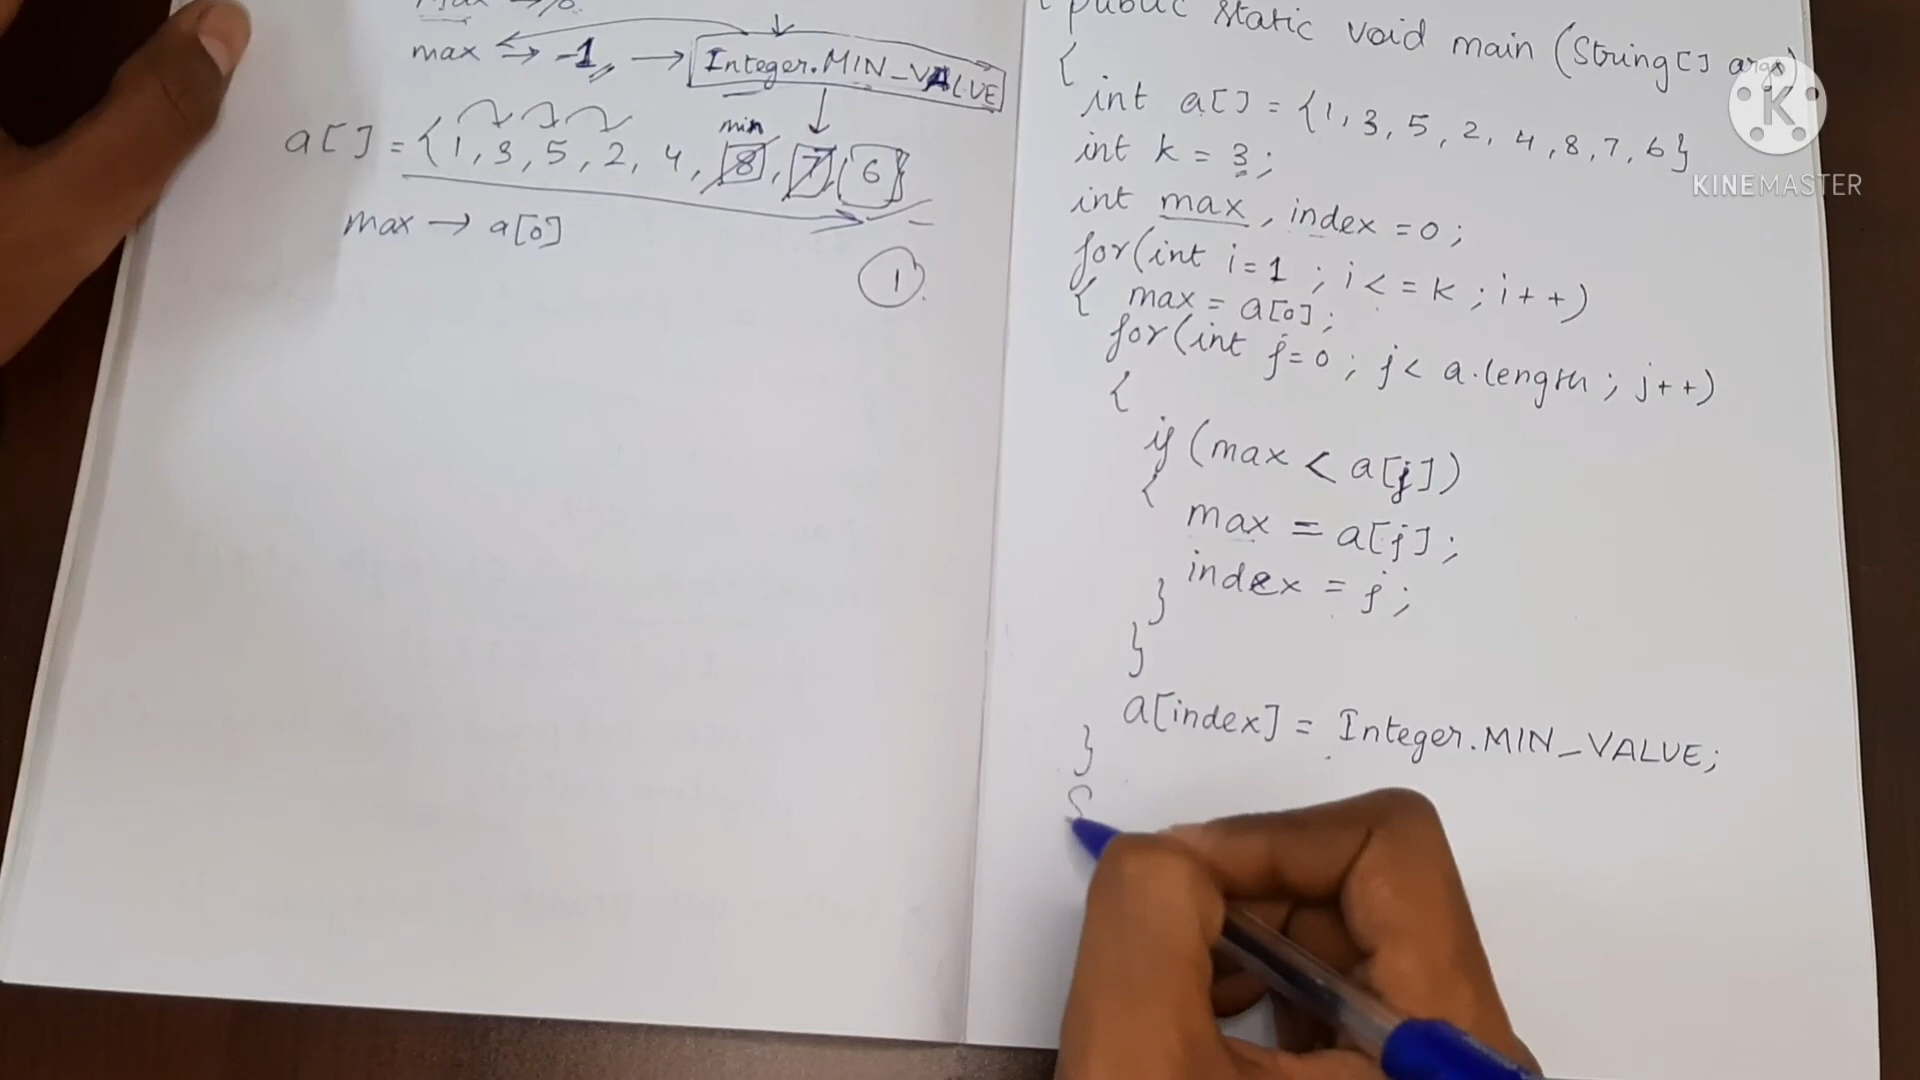 max → -1, → Integer.MIN_VALUE
min
a[] = {1, 3, 5, 2, 4, 8, 7, 6}
max → a[0]
1
public static void main (String[] args)
{
int a[] = {1, 3, 5, 2, 4, 8, 7, 6}
int k = 3;
int max, index = 0;
for(int i=1 ; i<=k ; i++)
{ max = a[0];
for(int j=0 ; j< a.length ; j++)
{
if (max < a[j])
{
max = a[j];
index = j;
}
}
a[index] = Integer.MIN_VALUE;
}
S
K
KINEMASTER